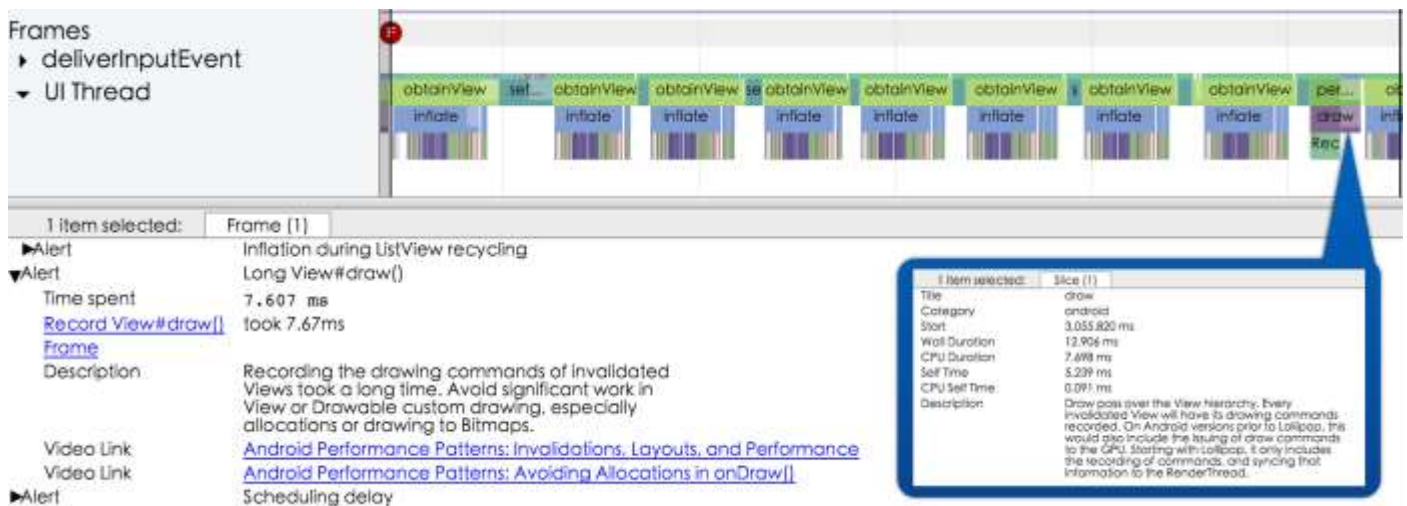 Frames
F
deliverInputEvent
UI Thread
obtainView set... obtainView obtainView se obtainView obtainView obtainView s obtainView obtainView per...
inflate inflate inflate inflate inflate inflate inflate inflate draw
Rec
1 item selected: Frame (1)
Alert Inflation during ListView recycling
Alert Long View#draw()
Time spent 7.607 ms
Record View#draw() took 7.67ms
Frame
Description Recording the drawing commands of invalidated
Views took a long time. Avoid significant work in
View or Drawable custom drawing, especially
allocations or drawing to Bitmaps.
Video Link Android Performance Patterns: Invalidations, Layouts, and Performance
Video Link Android Performance Patterns: Avoiding Allocations in onDraw()
Alert Scheduling delay
1 item selected: Slice (1)
Title draw
Category android
Start 3,055.820 ms
Wall Duration 12.906 ms
CPU Duration 7.698 ms
Self Time 5.239 ms
CPU Self Time 0.091 ms
Description Draw pass over the View hierarchy. Every
invalidated View will have its drawing commands
recorded. On Android versions prior to Lollipop, this
would also include the issuing of draw commands
to the GPU. Starting with Lollipop, it only includes
the recording of commands, and syncing that
information to the RenderThread.